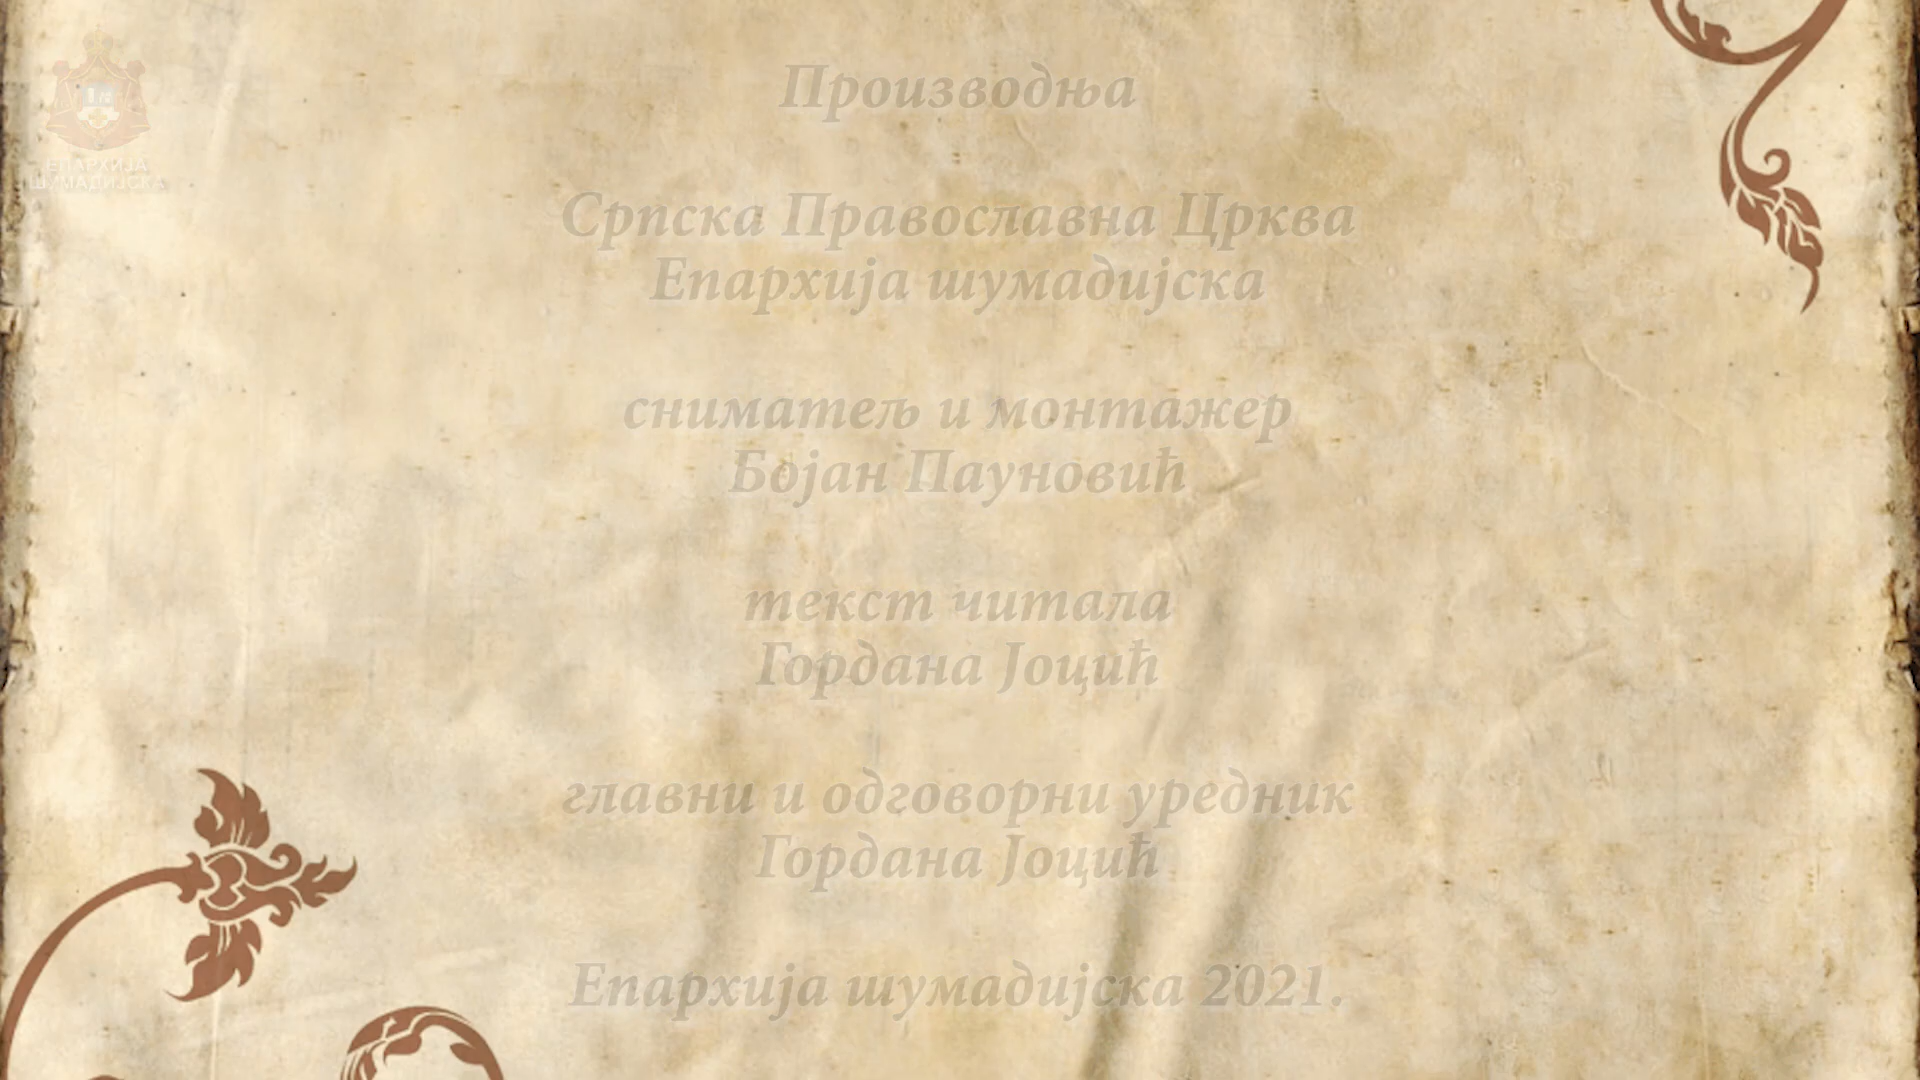 ЕПАРХИЈА
ШУМАДИЈСКА
Производња
Српска Православна Црква
Епархија шумадијска
сниматељ и монтажер
Бојан Пауновић
текст читала
Гордана Јоцић
главни и одговорни уредник
Гордана Јоцић
Епархија шумадијска 2021.